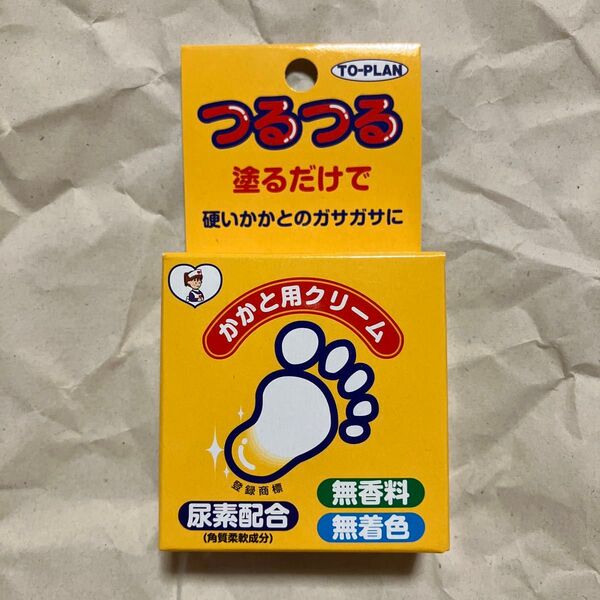 TO-PLAN
つるつる
塗るだけで
硬いかかとのガサガサに
かかと用クリーム
登録商標
尿素配合
(角質柔軟成分)
無香料
無着色